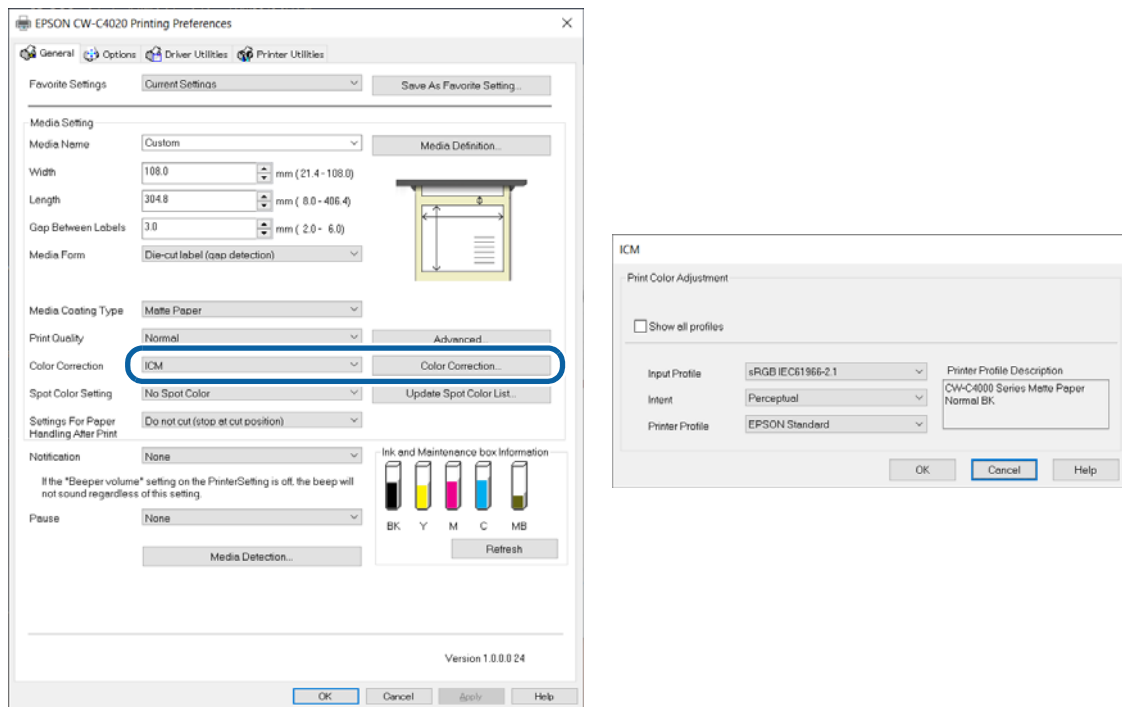 EPSON CW-C4020 Printing Preferences
General Options Driver Utilities Printer Utilities
Favorite Settings Current Settings Save As Favorite Setting...
Media Setting
Media Name Custom Media Definition...
Width 108.0 mm ( 21.4 - 108.0)
Length 304.8 mm ( 8.0 - 406.4)
Gap Between Labels 3.0 mm ( 2.0 - 6.0)
Media Form Die-cut label (gap detection)
Media Coating Type Matte Paper
Print Quality Normal Advanced...
Color Correction ICM Color Correction...
Spot Color Setting No Spot Color Update Spot Color List...
Settings For Paper Do not cut (stop at cut position)
Handling After Print
Notification None
If the "Beeper volume" setting on the PrinterSetting is off, the beep will
not sound regardless of this setting.
Pause None
Media Detection...
Ink and Maintenance box Information
BK Y M C MB
Refresh
Version 1.0.0.0 24
OK Cancel Apply Help
ICM
Print Color Adjustment
Show all profiles
Input Profile sRGB IEC61966-2.1
Intent Perceptual
Printer Profile EPSON Standard
Printer Profile Description
CW-C4000 Series Matte Paper
Normal BK
OK Cancel Help